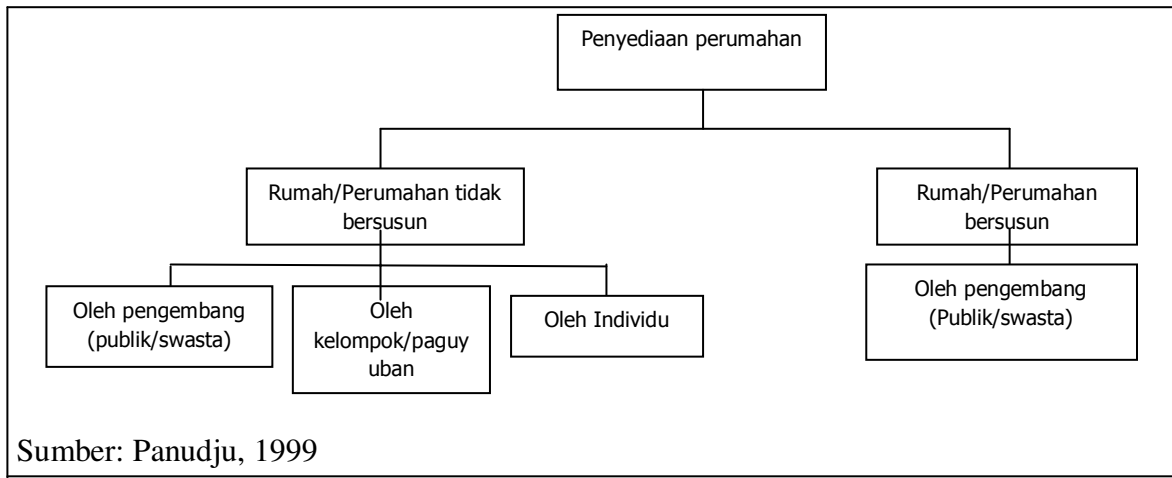 Penyediaan perumahan
Rumah/Perumahan tidak
bersusun
Rumah/Perumahan
bersusun
Oleh pengembang
(publik/swasta)
Oleh
kelompok/paguy
uban
Oleh Individu
Oleh pengembang
(Publik/swasta)
Sumber: Panudju, 1999